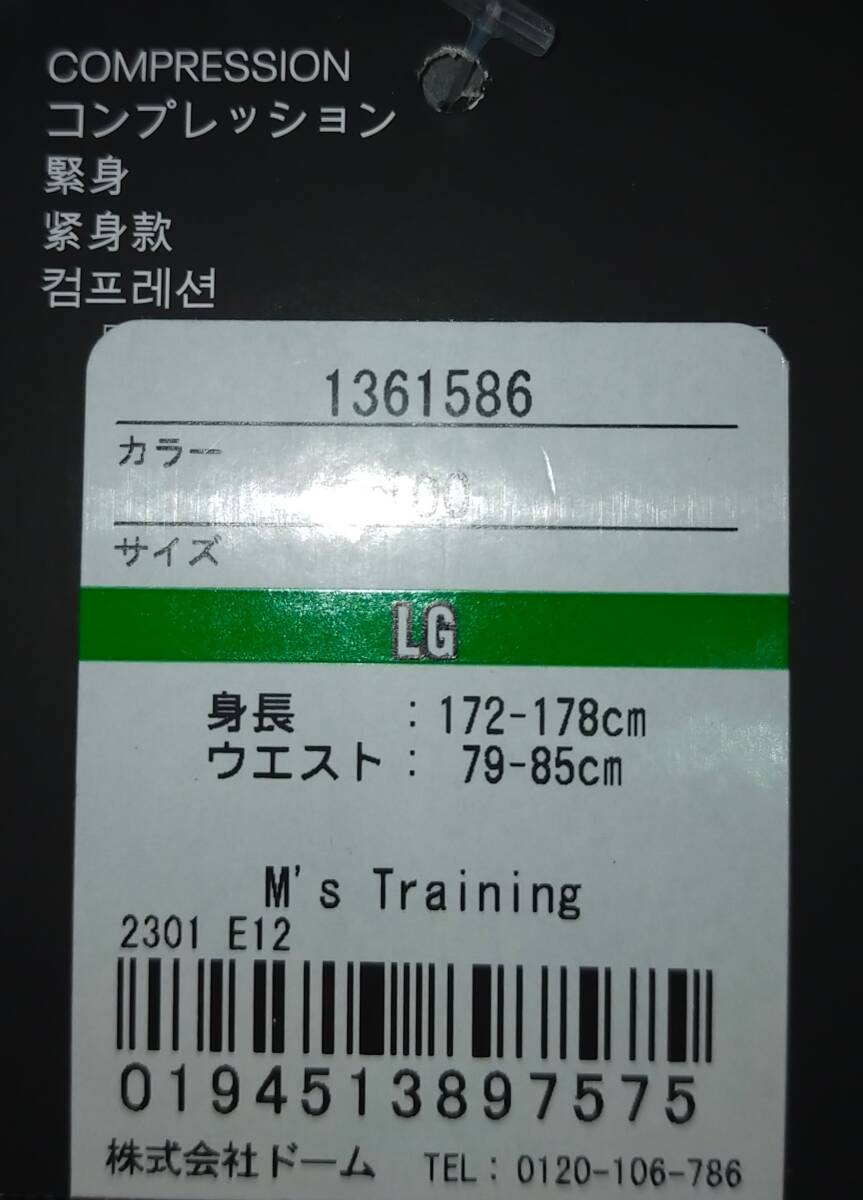 COMPRESSION
コンプレッション
緊身
紧身款
컴프레션
1361586
カラー
100
サイズ
LG
身長 : 172-178cm
ウエスト : 79-85cm
M's Training
2301 E12
0194513897575
株式会社ドーム TEL: 0120-106-786